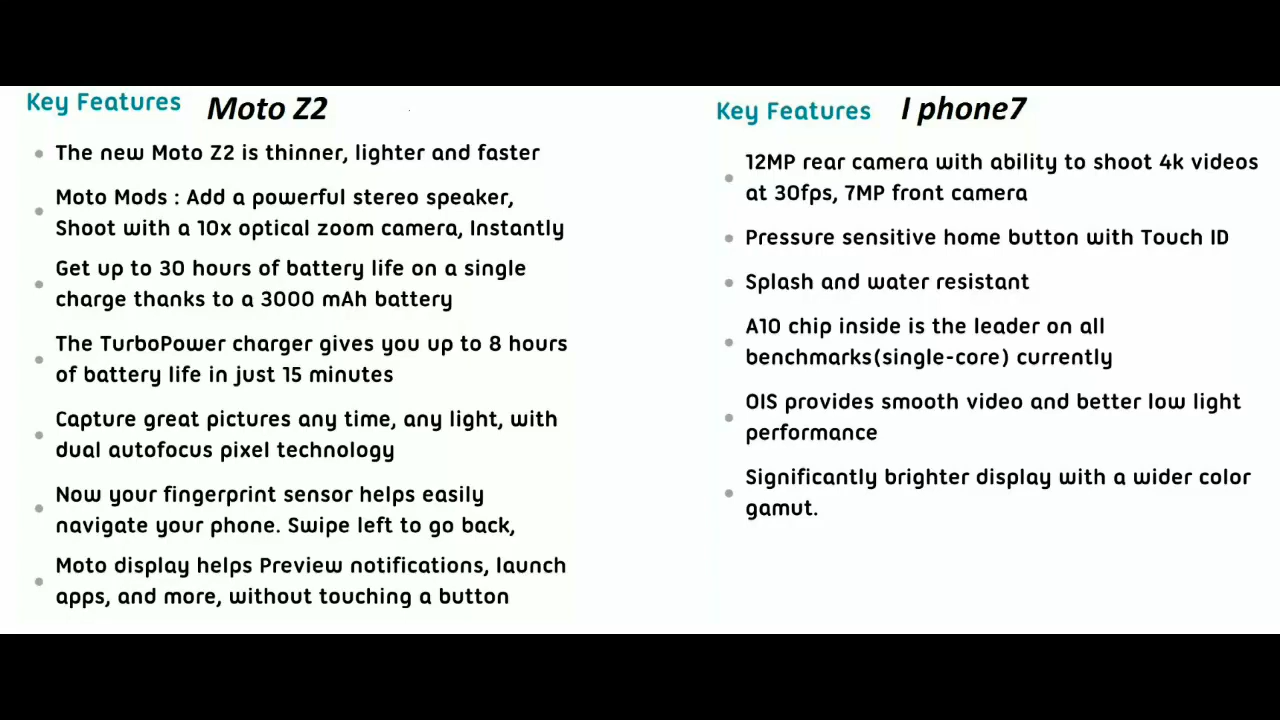 Key Features Moto Z2
The new Moto Z2 is thinner, lighter and faster
Moto Mods : Add a powerful stereo speaker,
Shoot with a 10x optical zoom camera, Instantly
Get up to 30 hours of battery life on a single
charge thanks to a 3000 mAh battery
The TurboPower charger gives you up to 8 hours
of battery life in just 15 minutes
Capture great pictures any time, any light, with
dual autofocus pixel technology
Now your fingerprint sensor helps easily
navigate your phone. Swipe left to go back,
Moto display helps Preview notifications, launch
apps, and more, without touching a button
Key Features I phone7
12MP rear camera with ability to shoot 4k videos
at 30fps, 7MP front camera
Pressure sensitive home button with Touch ID
Splash and water resistant
A10 chip inside is the leader on all
benchmarks(single-core) currently
OIS provides smooth video and better low light
performance
Significantly brighter display with a wider color
gamut.